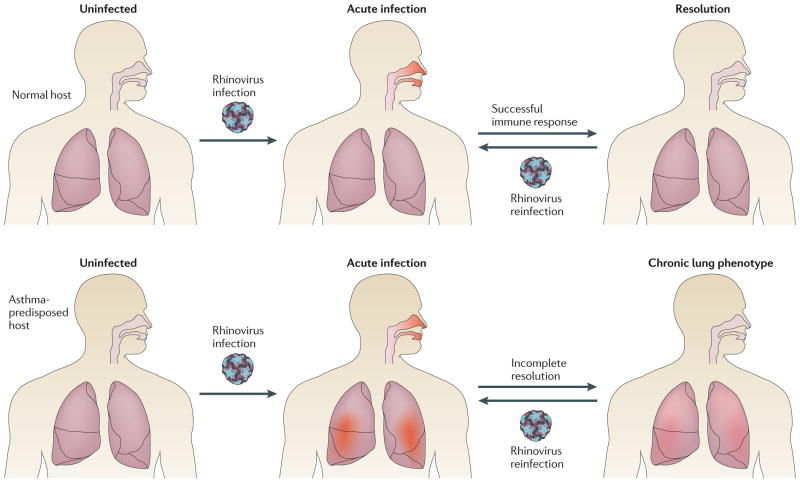 Uninfected
Acute infection
Resolution
Normal host
Rhinovirus
infection
Successful
immune response
Rhinovirus
reinfection
Uninfected
Acute infection
Chronic lung phenotype
Asthma-
predisposed
host
Rhinovirus
infection
Incomplete
resolution
Rhinovirus
reinfection